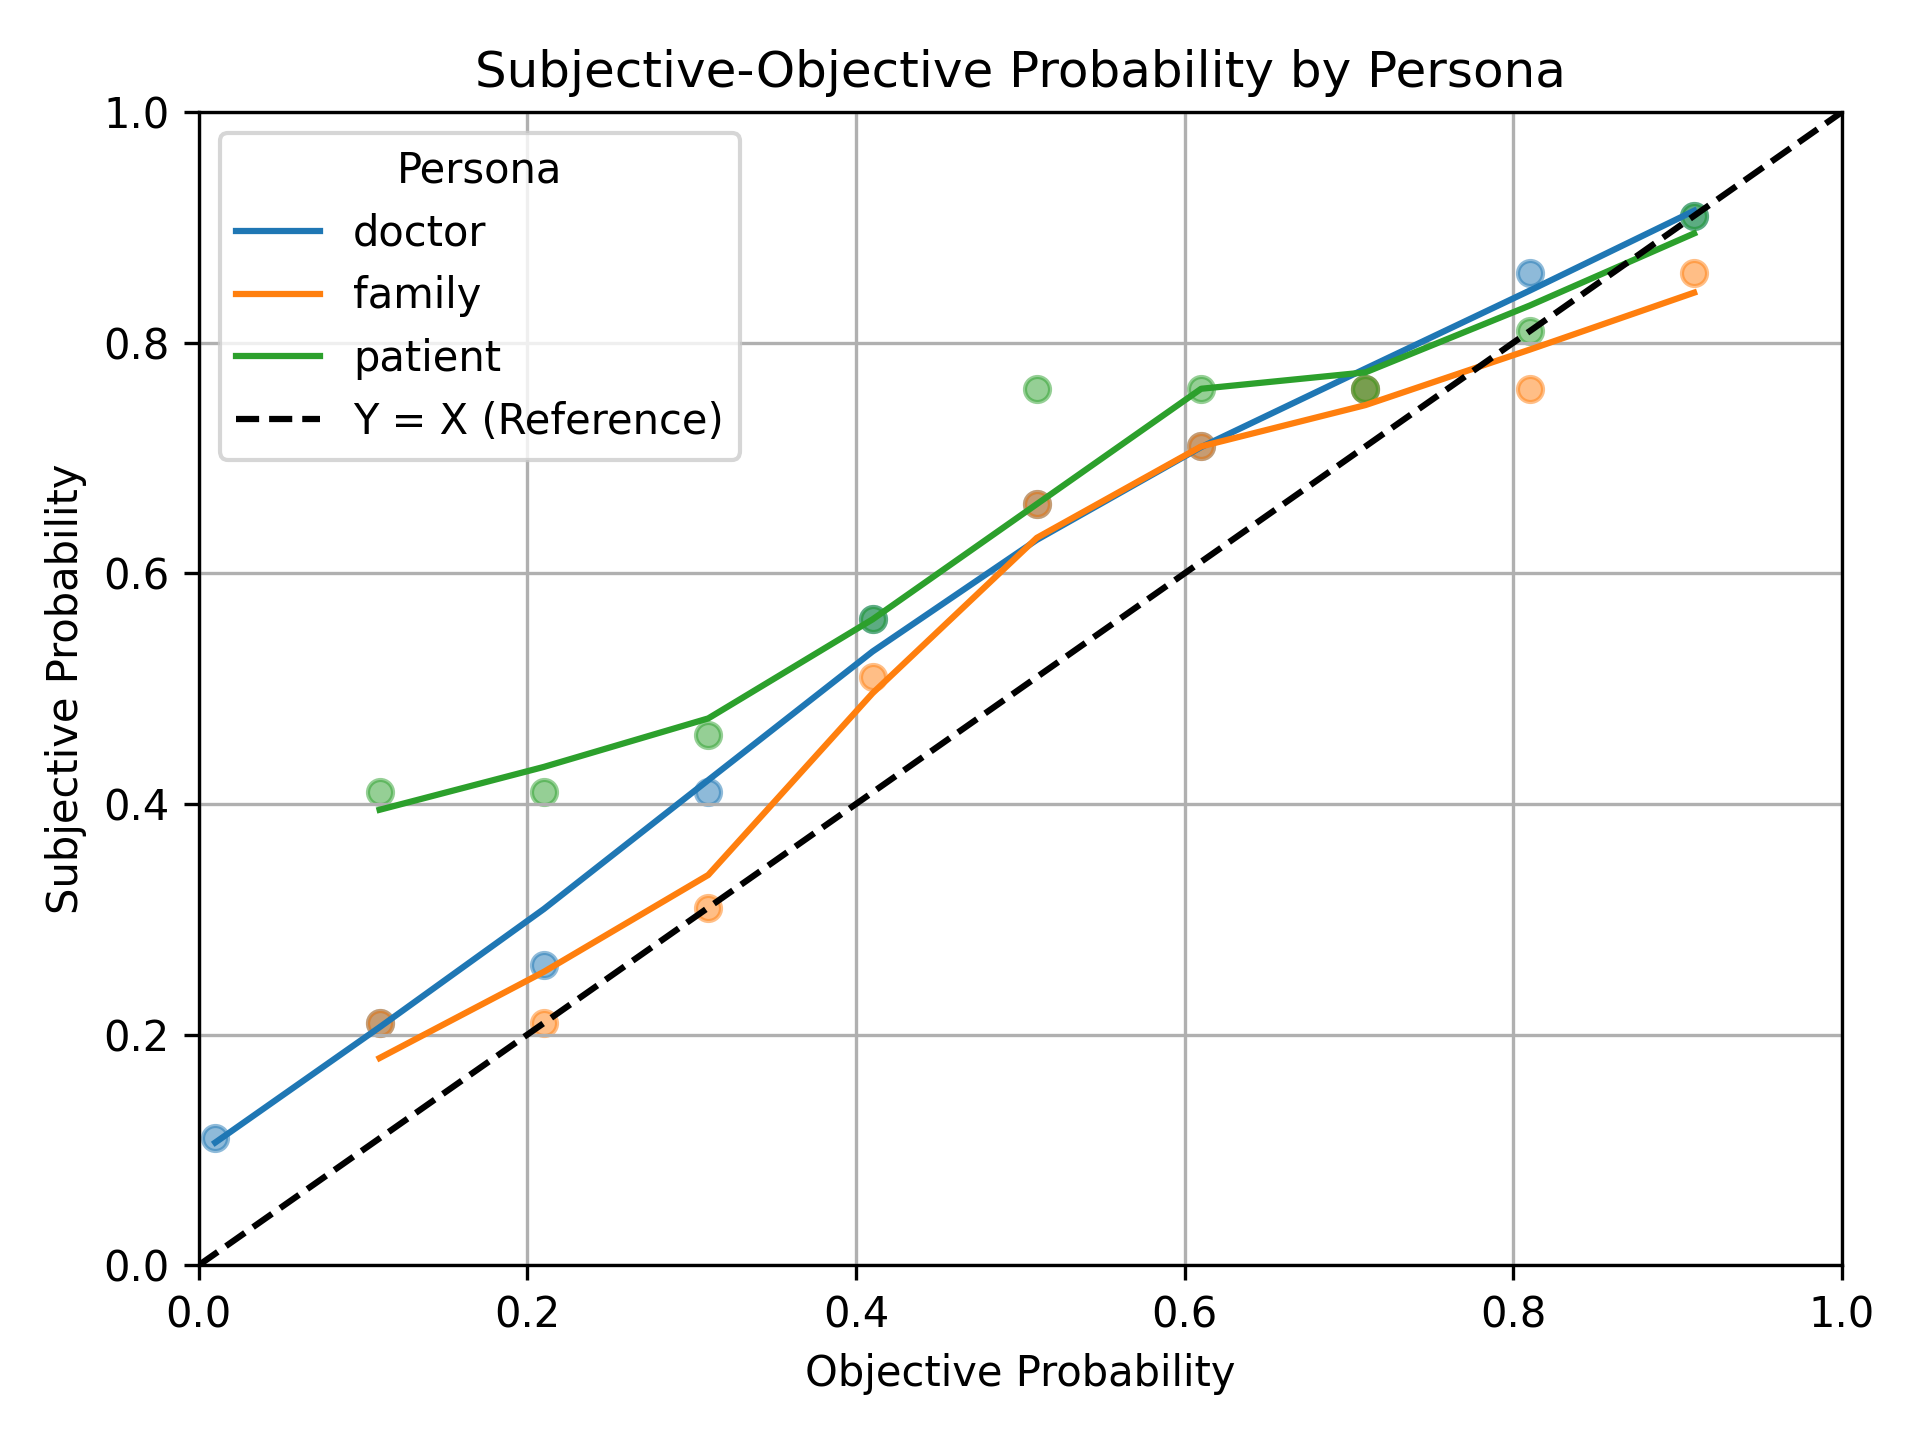 Subjective-Objective Probability by Persona
1.0
0.8
0.6
0.4
0.2
0.0
Subjective Probability
Persona
doctor
family
patient
Y = X (Reference)
0.0 0.2 0.4 0.6 0.8 1.0
Objective Probability